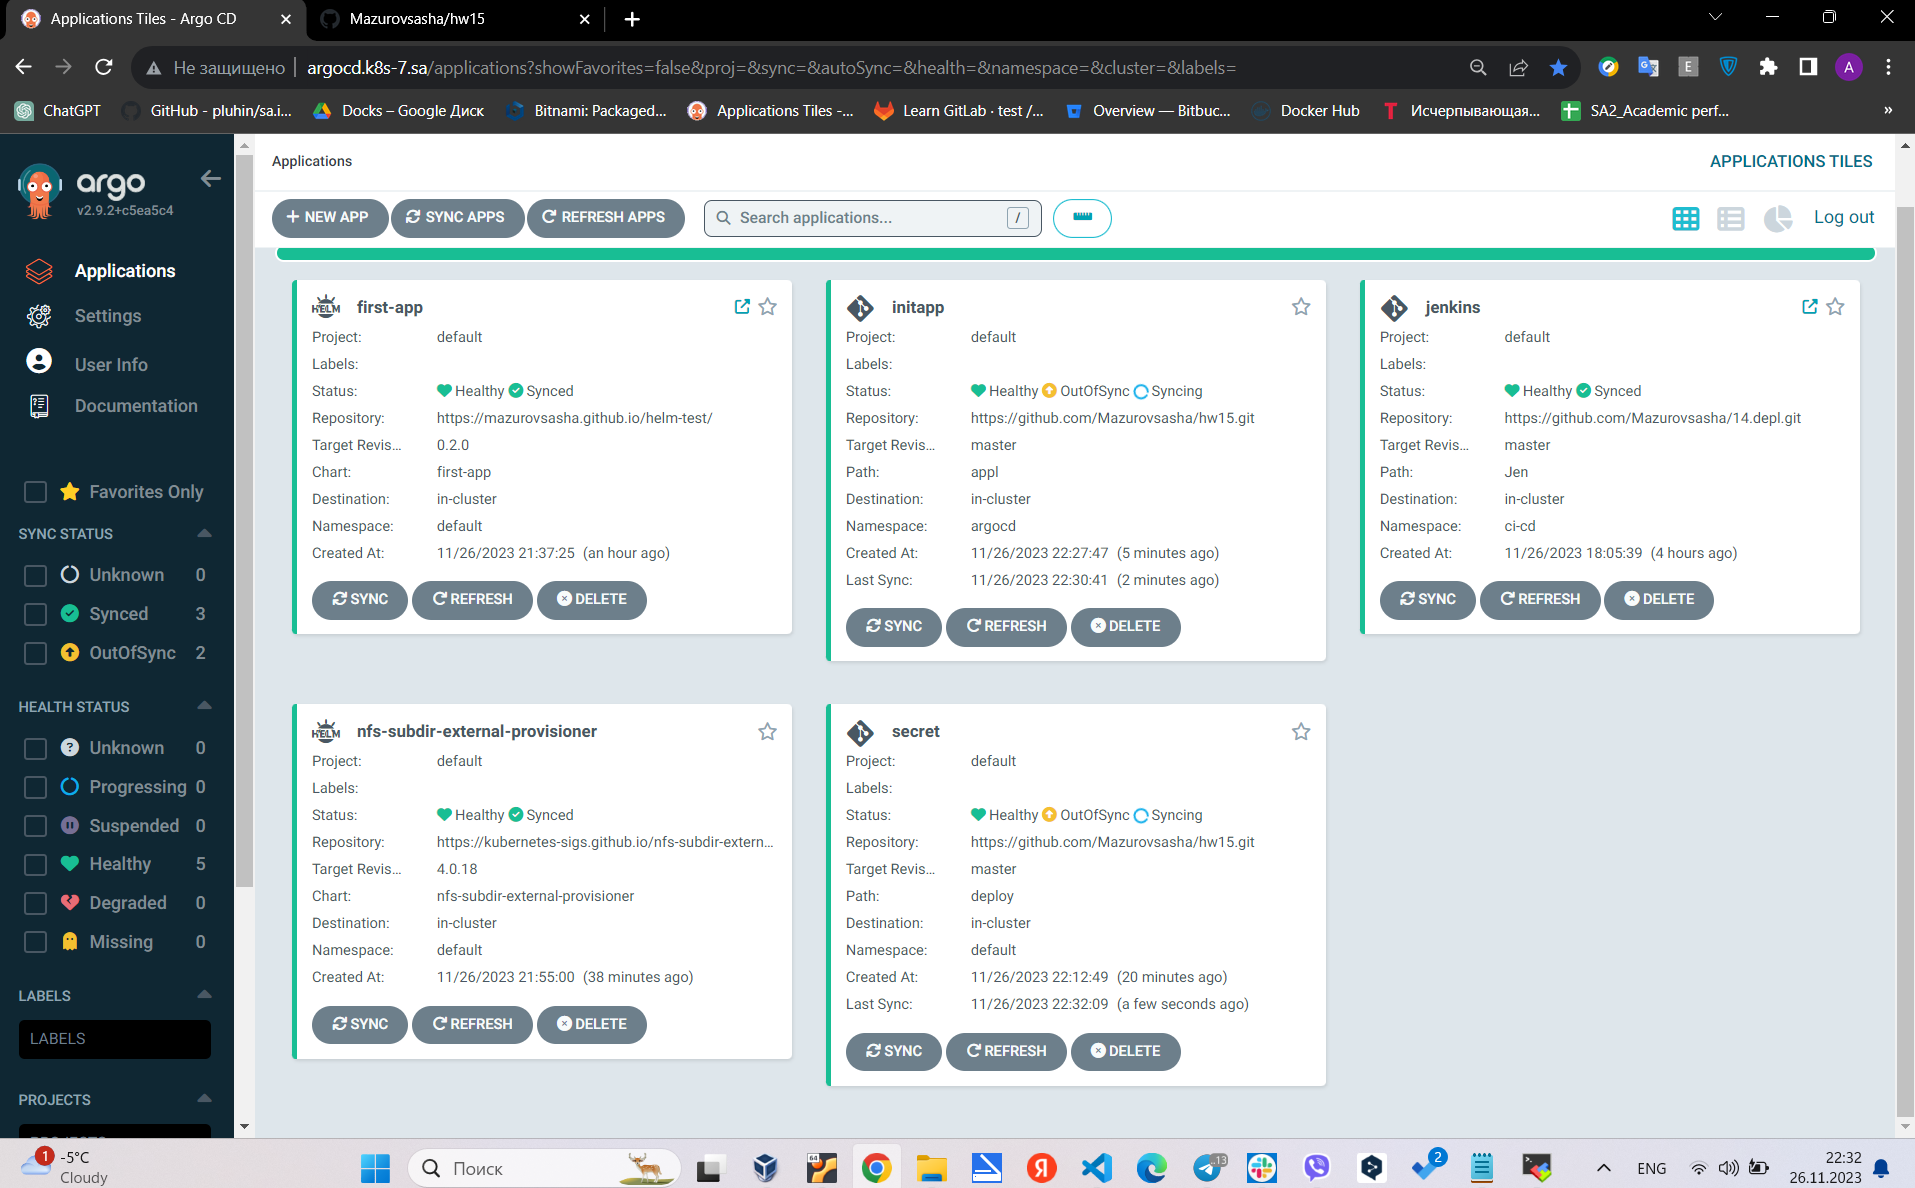 Applications Tiles - Argo CD
Mazurovsasha/hw15
Не защищено
argocd.k8s-7.sa/applications?showFavorites=false&proj=&sync=&autoSync=&health=&namespace=&cluster=&labels=
A
ChatGPT
GitHub - pluhin/sa.i...
Docks – Google Диск
Bitnami: Packaged...
Applications Tiles -...
Learn GitLab · test /...
Overview — Bitbuc...
Docker Hub
Исчерпывающая...
SA2_Academic perf...
»
argo
v2.9.2+c5ea5c4
Applications
Settings
User Info
Documentation
Favorites Only
SYNC STATUS
Unknown 0
Synced 3
OutOfSync 2
HEALTH STATUS
Unknown 0
Progressing 0
Suspended 0
Healthy 5
Degraded 0
Missing 0
LABELS
LABELS
PROJECTS
Applications
APPLICATIONS TILES
NEW APP
SYNC APPS
REFRESH APPS
Search applications...
/
Log out
HELM
first-app
Project: default
Labels:
Status: Healthy Synced
Repository: https://mazurovsasha.github.io/helm-test/
Target Revis... 0.2.0
Chart: first-app
Destination: in-cluster
Namespace: default
Created At: 11/26/2023 21:37:25 (an hour ago)
SYNC REFRESH DELETE
initapp
Project: default
Labels:
Status: Healthy OutOfSync Syncing
Repository: https://github.com/Mazurovsasha/hw15.git
Target Revis... master
Path: appl
Destination: in-cluster
Namespace: argocd
Created At: 11/26/2023 22:27:47 (5 minutes ago)
Last Sync: 11/26/2023 22:30:41 (2 minutes ago)
SYNC REFRESH DELETE
jenkins
Project: default
Labels:
Status: Healthy Synced
Repository: https://github.com/Mazurovsasha/14.depl.git
Target Revis... master
Path: Jen
Destination: in-cluster
Namespace: ci-cd
Created At: 11/26/2023 18:05:39 (4 hours ago)
SYNC REFRESH DELETE
HELM
nfs-subdir-external-provisioner
Project: default
Labels:
Status: Healthy Synced
Repository: https://kubernetes-sigs.github.io/nfs-subdir-extern...
Target Revis... 4.0.18
Chart: nfs-subdir-external-provisioner
Destination: in-cluster
Namespace: default
Created At: 11/26/2023 21:55:00 (38 minutes ago)
SYNC REFRESH DELETE
secret
Project: default
Labels:
Status: Healthy OutOfSync Syncing
Repository: https://github.com/Mazurovsasha/hw15.git
Target Revis... master
Path: deploy
Destination: in-cluster
Namespace: default
Created At: 11/26/2023 22:12:49 (20 minutes ago)
Last Sync: 11/26/2023 22:32:09 (a few seconds ago)
SYNC REFRESH DELETE
1
-5°C
Cloudy
Поиск
64
Я
13
2
ENG
22:32
26.11.2023